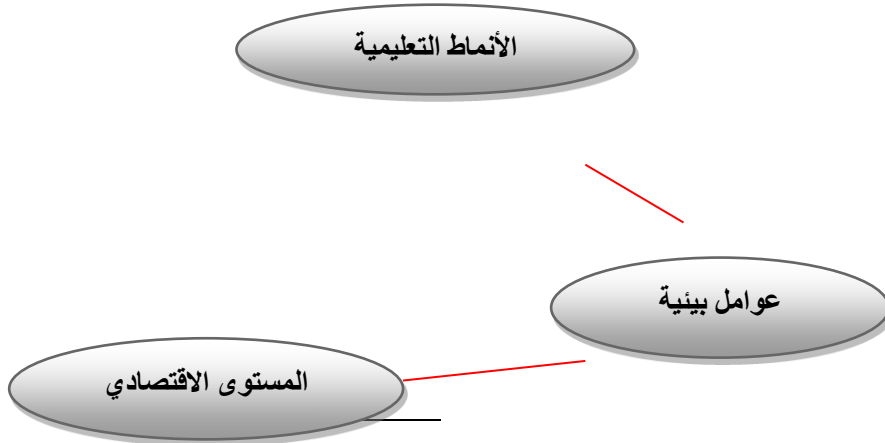 الأنماط التعليمية
عوامل بيئية
المستوى الاقتصادي